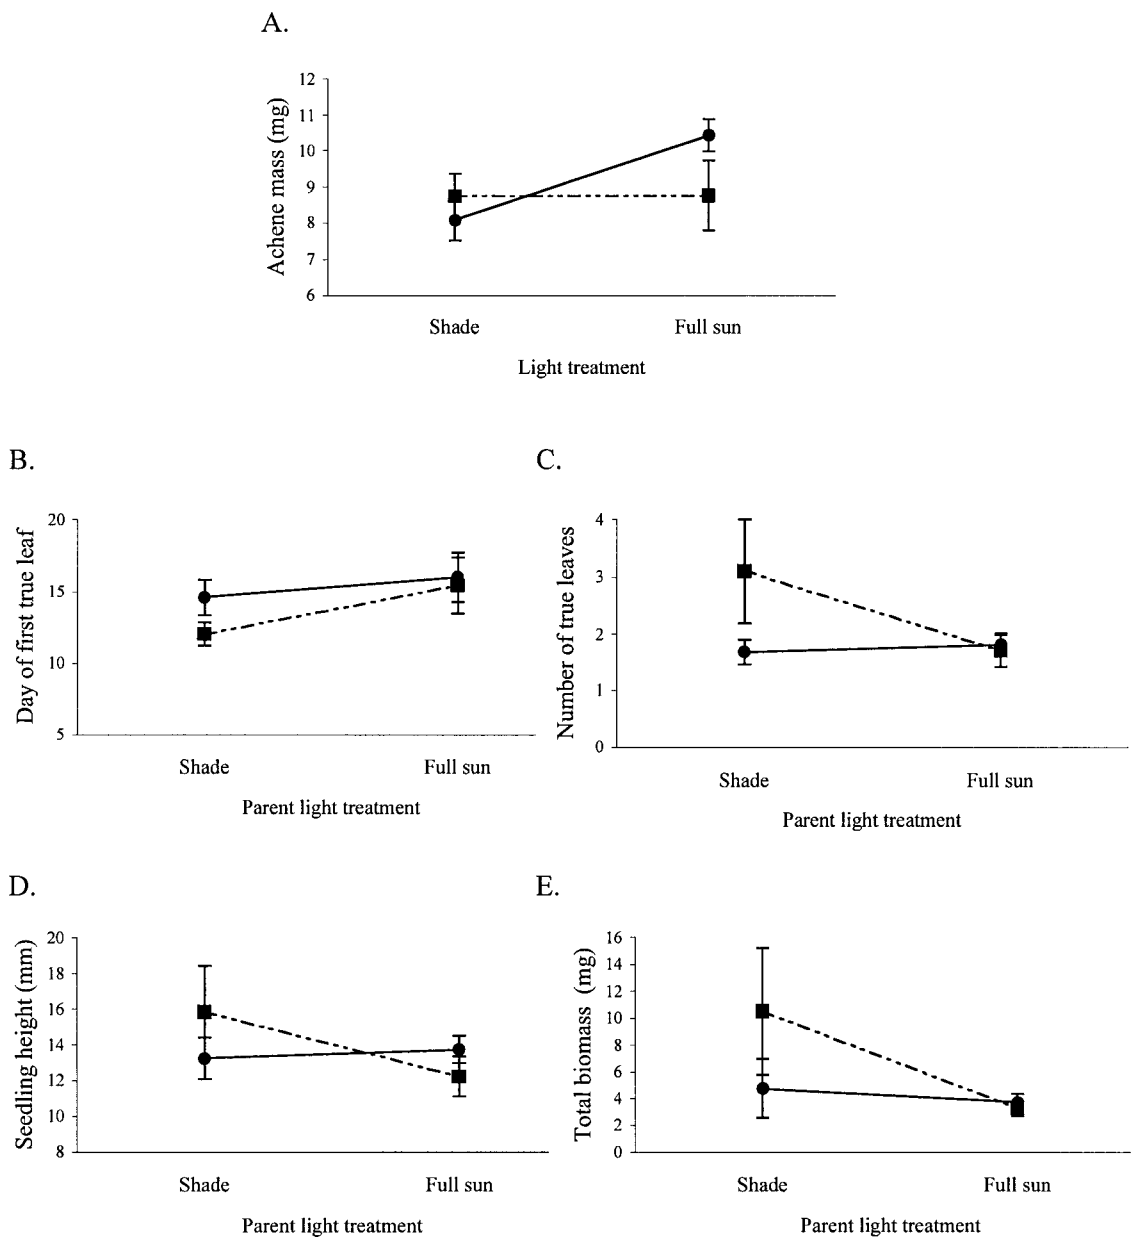 A.
Achene mass (mg)
12
11
10
9
8
7
6
Shade
Full sun
Light treatment
B.
Day of first true leaf
20
15
10
5
Shade
Full sun
Parent light treatment
C.
Number of true leaves
4
3
2
1
0
Shade
Full sun
Parent light treatment
D.
Seedling height (mm)
20
18
16
14
12
10
8
Shade
Full sun
Parent light treatment
E.
Total biomass (mg)
16
14
12
10
8
6
4
2
0
Shade
Full sun
Parent light treatment